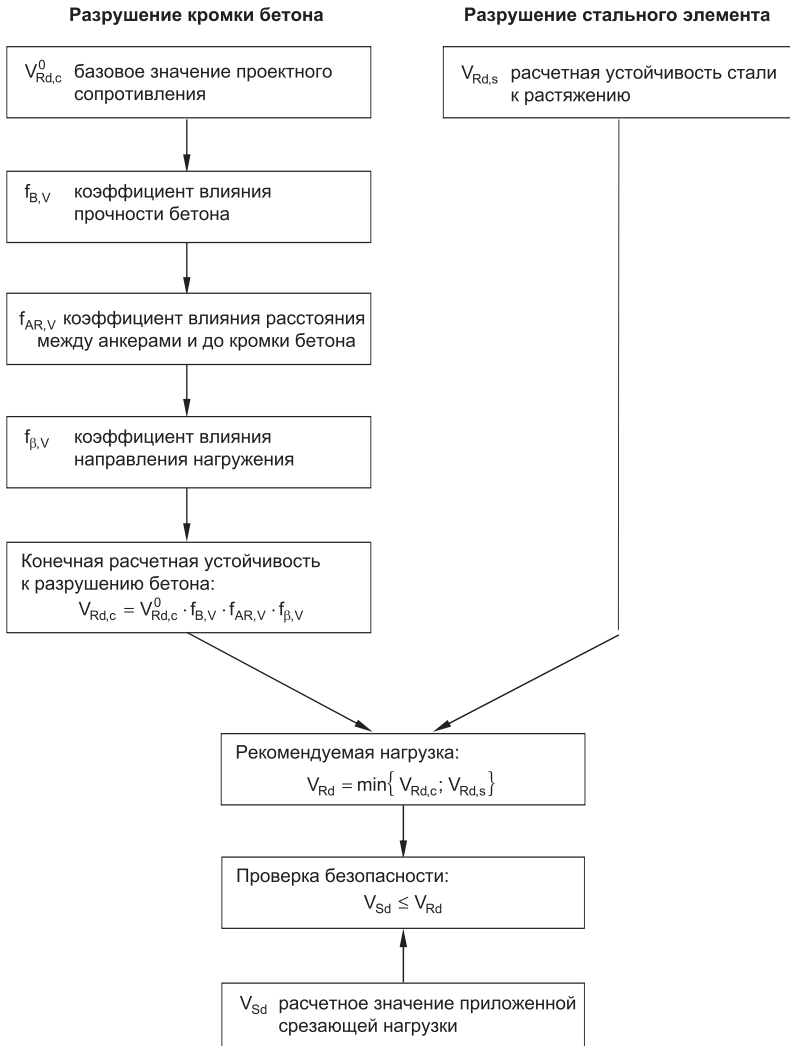 Разрушение кромки бетона
V⁰Rd,c базовое значение проектного
сопротивления
fB,V коэффициент влияния
прочности бетона
fAR,V коэффициент влияния расстояния
между анкерами и до кромки бетона
fβ,V коэффициент влияния
направления нагружения
Конечная расчетная устойчивость
к разрушению бетона:
VRd,c = V⁰Rd,c · fB,V · fAR,V · fβ,V
Разрушение стального элемента
VRd,s расчетная устойчивость стали
к растяжению
Рекомендуемая нагрузка:
VRd = min{ VRd,c; VRd,s }
Проверка безопасности:
VSd ≤ VRd
VSd расчетное значение приложенной
срезающей нагрузки